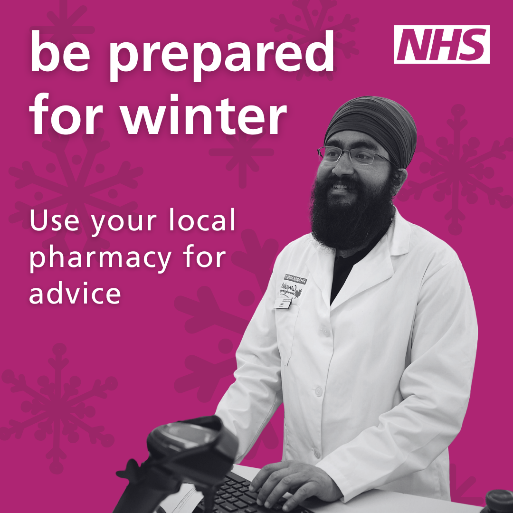 be prepared
for winter
NHS
Use your local
pharmacy for
advice